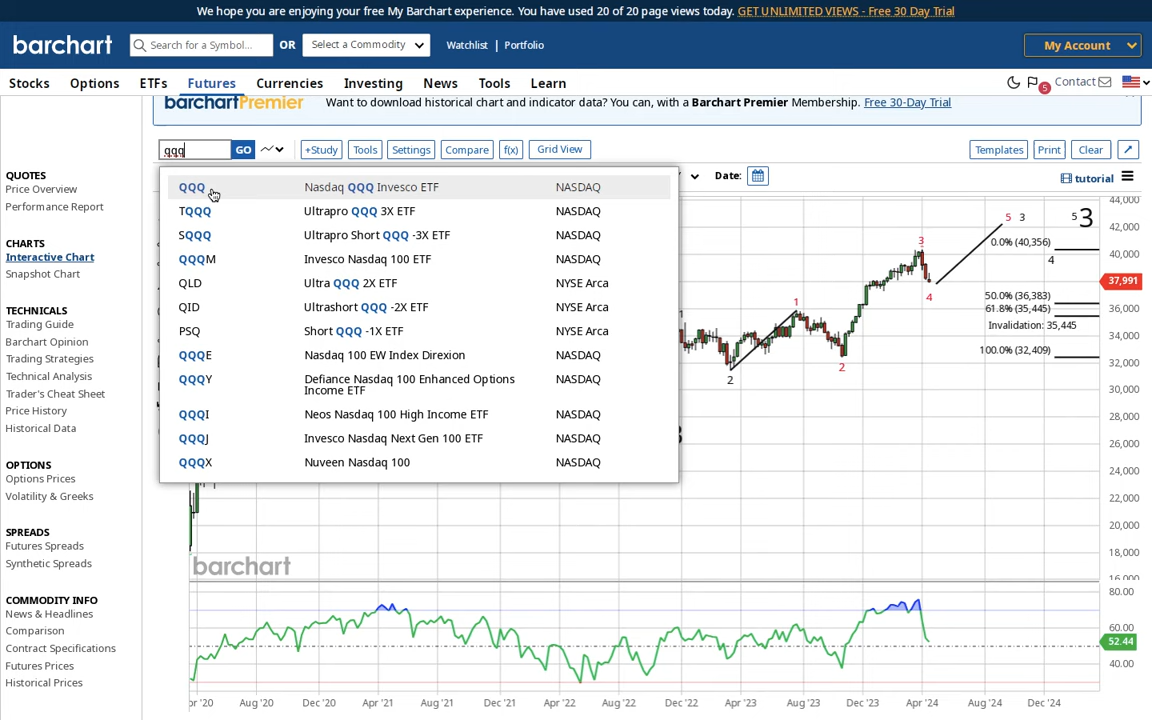 We hope you are enjoying your free My Barchart experience. You have used 20 of 20 page views today. GET UNLIMITED VIEWS - Free 30 Day Trial
barchart Search for a Symbol... OR Select a Commodity Watchlist | Portfolio My Account
Stocks Options ETFs Futures Currencies Investing News Tools Learn 5 Contact
barchartPremier Want to download historical chart and indicator data? You can, with a Barchart Premier Membership. Free 30-Day Trial
qqq GO +Study Tools Settings Compare f(x) Grid View Templates Print Clear
Date: tutorial
QUOTES
Price Overview
Performance Report
CHARTS
Interactive Chart
Snapshot Chart
TECHNICALS
Trading Guide
Barchart Opinion
Trading Strategies
Technical Analysis
Trader's Cheat Sheet
Price History
Historical Data
OPTIONS
Options Prices
Volatility & Greeks
SPREADS
Futures Spreads
Synthetic Spreads
COMMODITY INFO
News & Headlines
Comparison
Contract Specifications
Futures Prices
Historical Prices
QQQ Nasdaq QQQ Invesco ETF NASDAQ
TQQQ Ultrapro QQQ 3X ETF NASDAQ
SQQQ Ultrapro Short QQQ -3X ETF NASDAQ
QQQM Invesco Nasdaq 100 ETF NASDAQ
QLD Ultra QQQ 2X ETF NYSE Arca
QID Ultrashort QQQ -2X ETF NYSE Arca
PSQ Short QQQ -1X ETF NYSE Arca
QQQE Nasdaq 100 EW Index Direxion NASDAQ
QQQY Defiance Nasdaq 100 Enhanced Options NASDAQ
Income ETF
QQQI Neos Nasdaq 100 High Income ETF NASDAQ
QQQJ Invesco Nasdaq Next Gen 100 ETF NASDAQ
QQQX Nuveen Nasdaq 100 NASDAQ
44,000
5 3 5 3
42,000
3 0.0% (40,356)
40,000
4
37,991
4
50.0% (36,383)
1
36,000
61.8% (35,445)
Invalidation: 35,445
34,000
100.0% (32,409)
32,000
2 2
30,000
28,000
26,000
24,000
22,000
20,000
18,000
16,000
barchart
80.00
60.00
52.44
40.00
pr '20 Aug '20 Dec '20 Apr '21 Aug '21 Dec '21 Apr '22 Aug '22 Dec '22 Apr '23 Aug '23 Dec '23 Apr '24 Aug '24 Dec '24